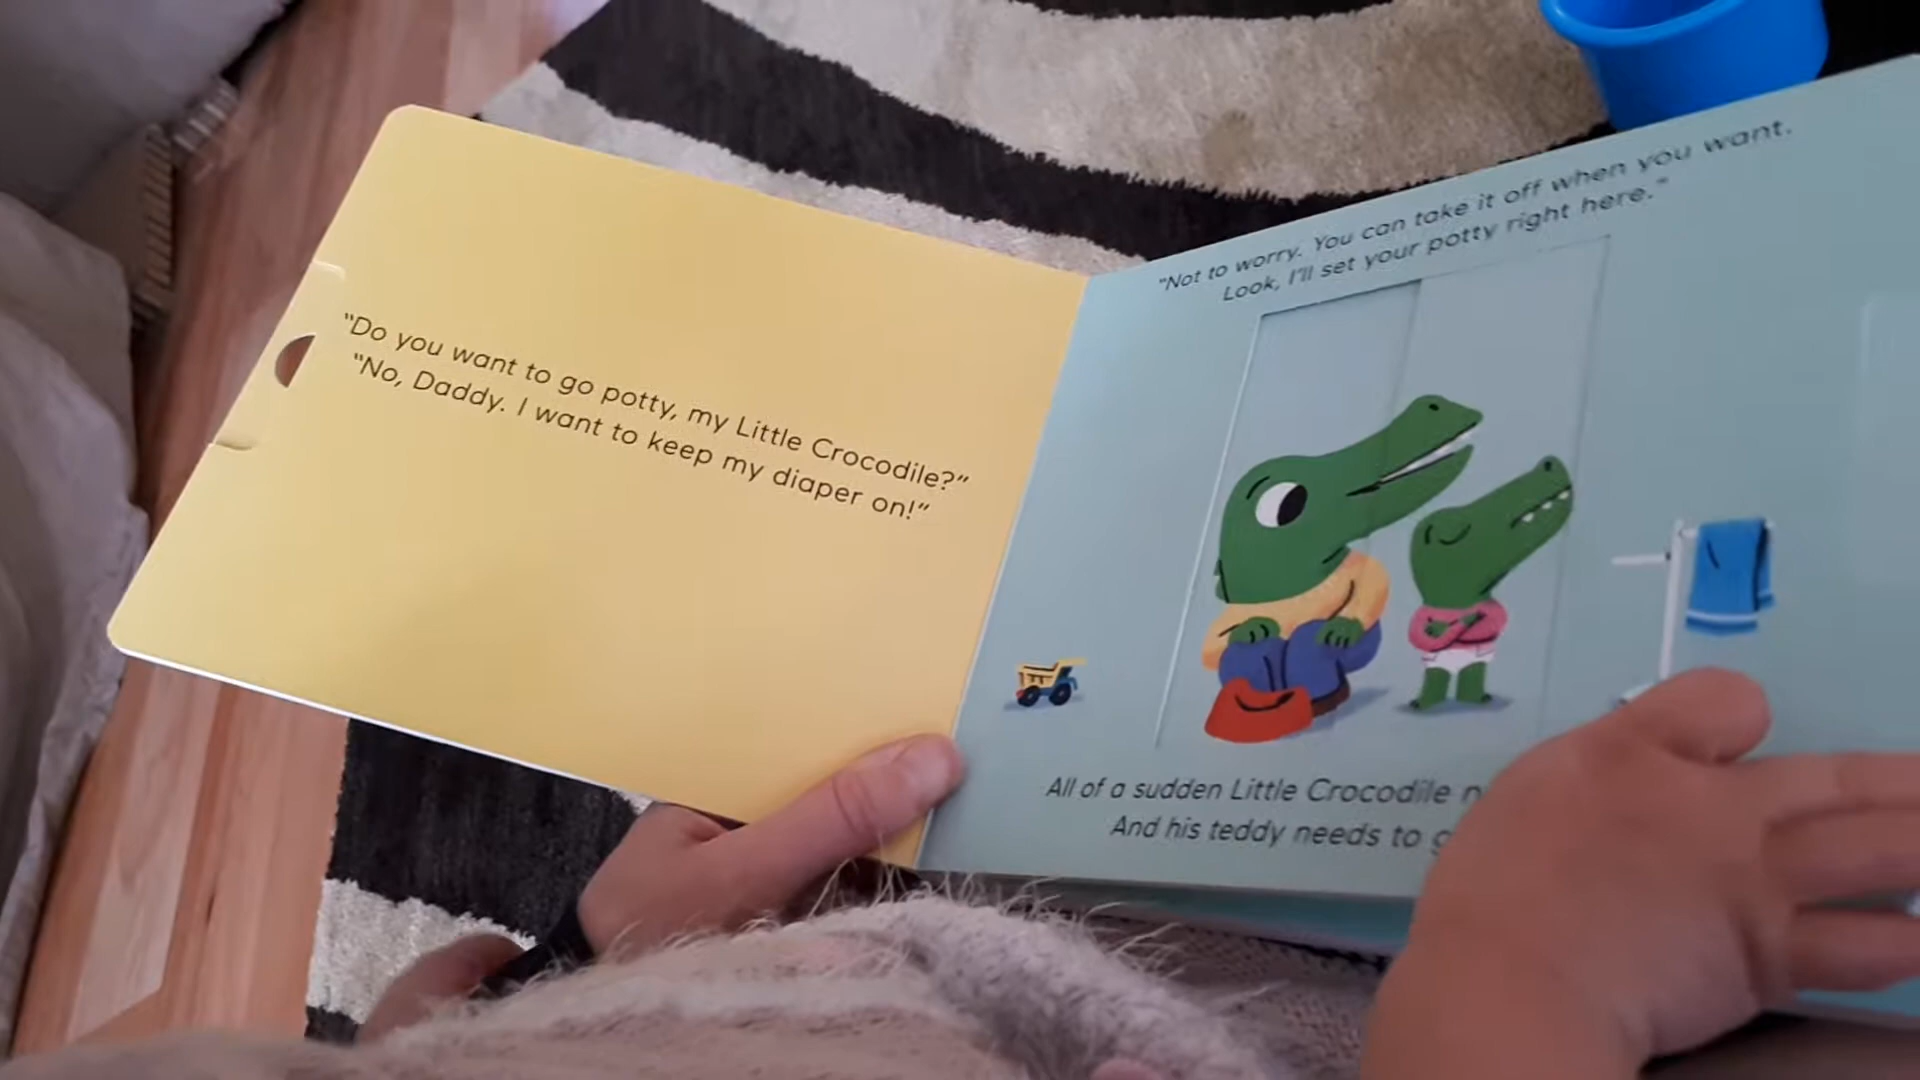 “Do you want to go potty, my Little Crocodile?”
“No, Daddy. I want to keep my diaper on!”
“Not to worry. You can take it off when you want.
Look, I’ll set your potty right here.”
All of a sudden Little Crocodile
And his teddy needs to